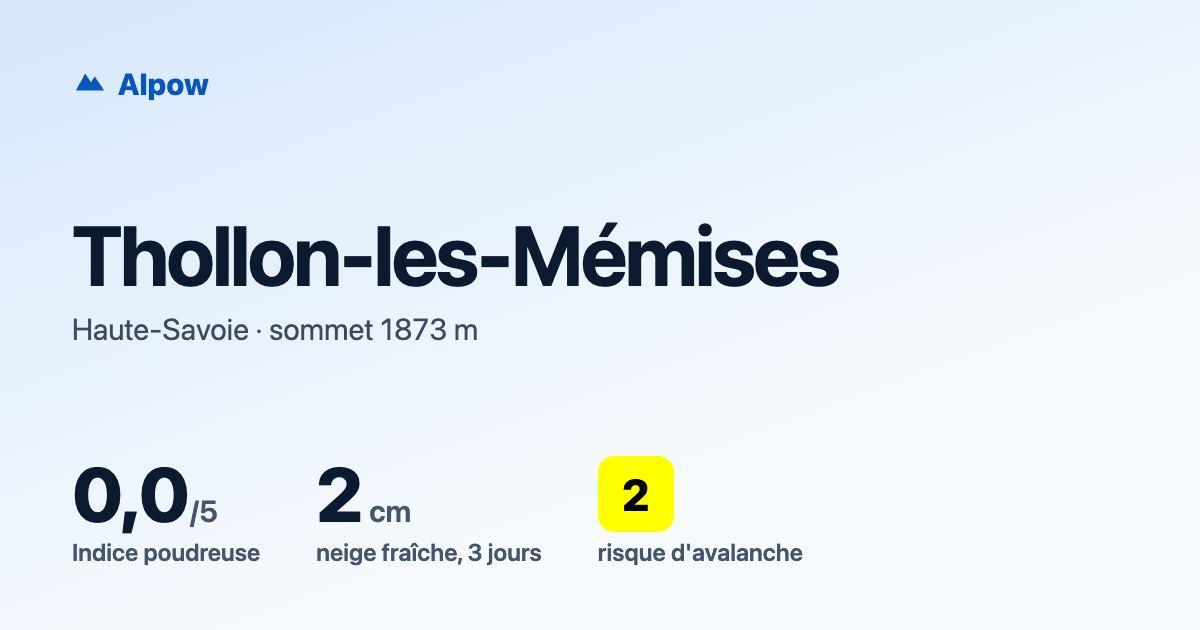 Alpow
Thollon-les-Mémises
Haute-Savoie · sommet 1873 m
0,0/5
Indice poudreuse
2 cm
neige fraîche, 3 jours
2
risque d'avalanche